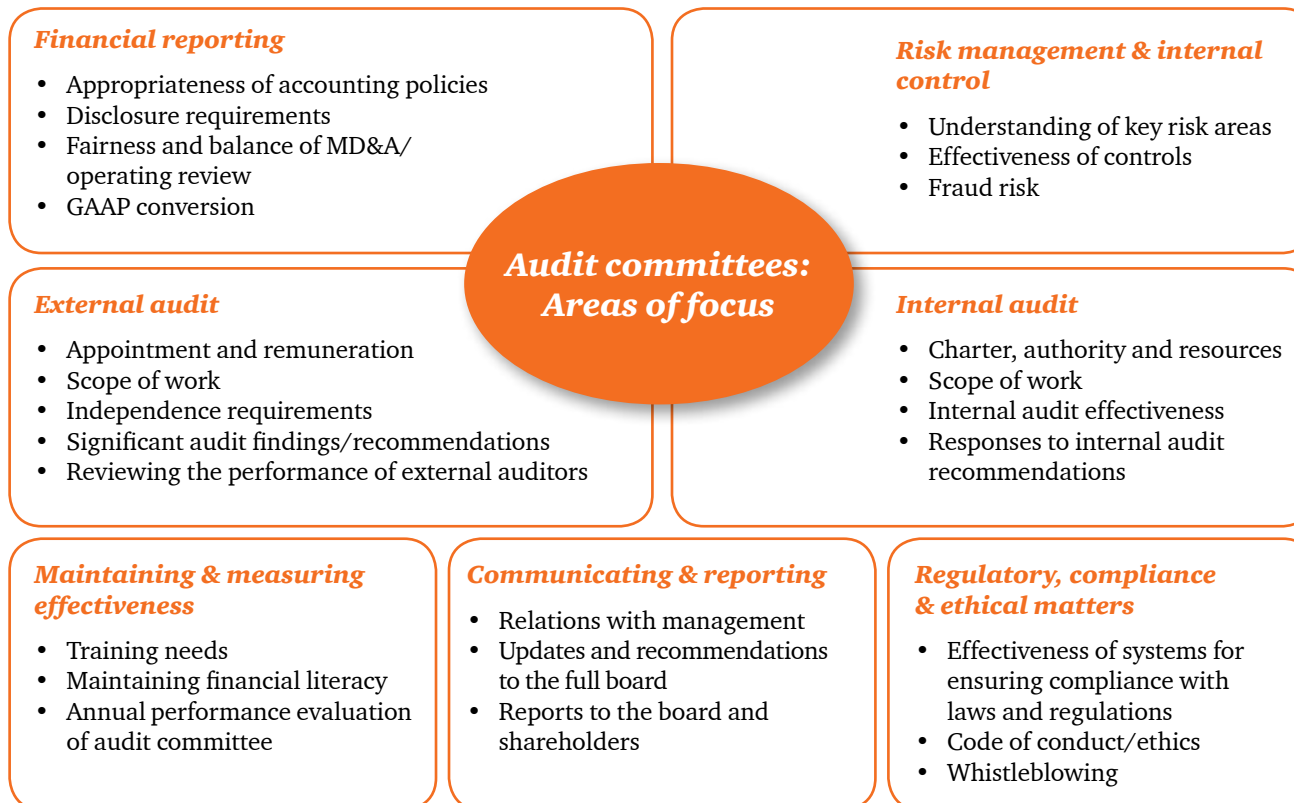 Financial reporting
• Appropriateness of accounting policies
• Disclosure requirements
• Fairness and balance of MD&A/
operating review
• GAAP conversion
Risk management & internal
control
• Understanding of key risk areas
• Effectiveness of controls
• Fraud risk
Audit committees:
Areas of focus
External audit
• Appointment and remuneration
• Scope of work
• Independence requirements
• Significant audit findings/recommendations
• Reviewing the performance of external auditors
Internal audit
• Charter, authority and resources
• Scope of work
• Internal audit effectiveness
• Responses to internal audit
recommendations
Maintaining & measuring
effectiveness
• Training needs
• Maintaining financial literacy
• Annual performance evaluation
of audit committee
Communicating & reporting
• Relations with management
• Updates and recommendations
to the full board
• Reports to the board and
shareholders
Regulatory, compliance
& ethical matters
• Effectiveness of systems for
ensuring compliance with
laws and regulations
• Code of conduct/ethics
• Whistleblowing